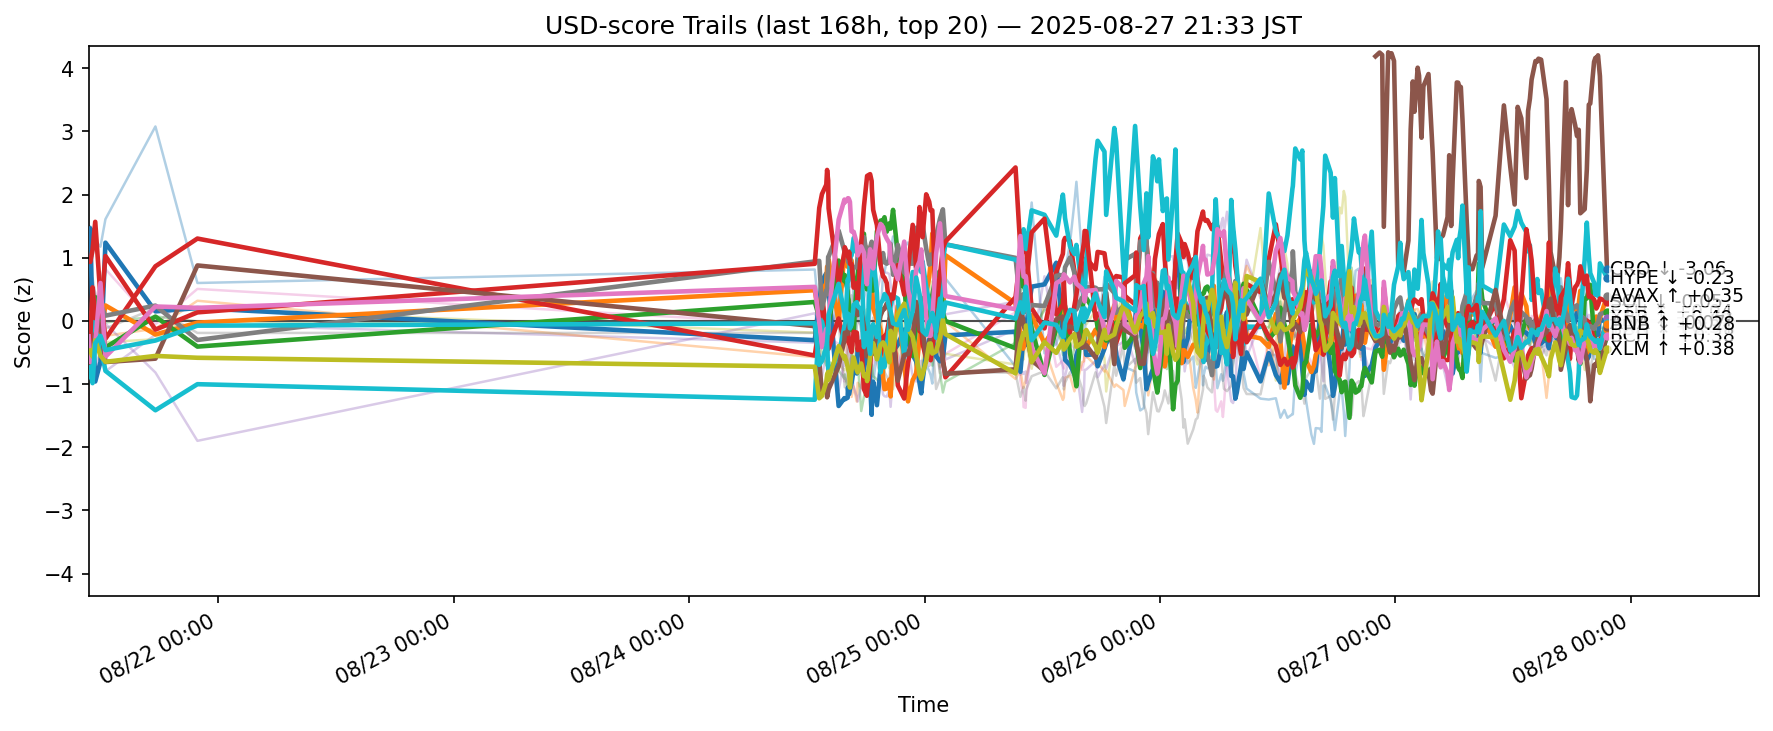 USD-score Trails (last 168h, top 20) — 2025-08-27 21:33 JST
4
3
2
1
0
−1
−2
−3
−4
Score (z)
CRO ↓ -3.06
HYPE ↓ -0.23
AVAX ↑ +0.35
BNB ↑ +0.28
XLM ↑ +0.38
08/22 00:00
08/23 00:00
08/24 00:00
08/25 00:00
08/26 00:00
08/27 00:00
08/28 00:00
Time